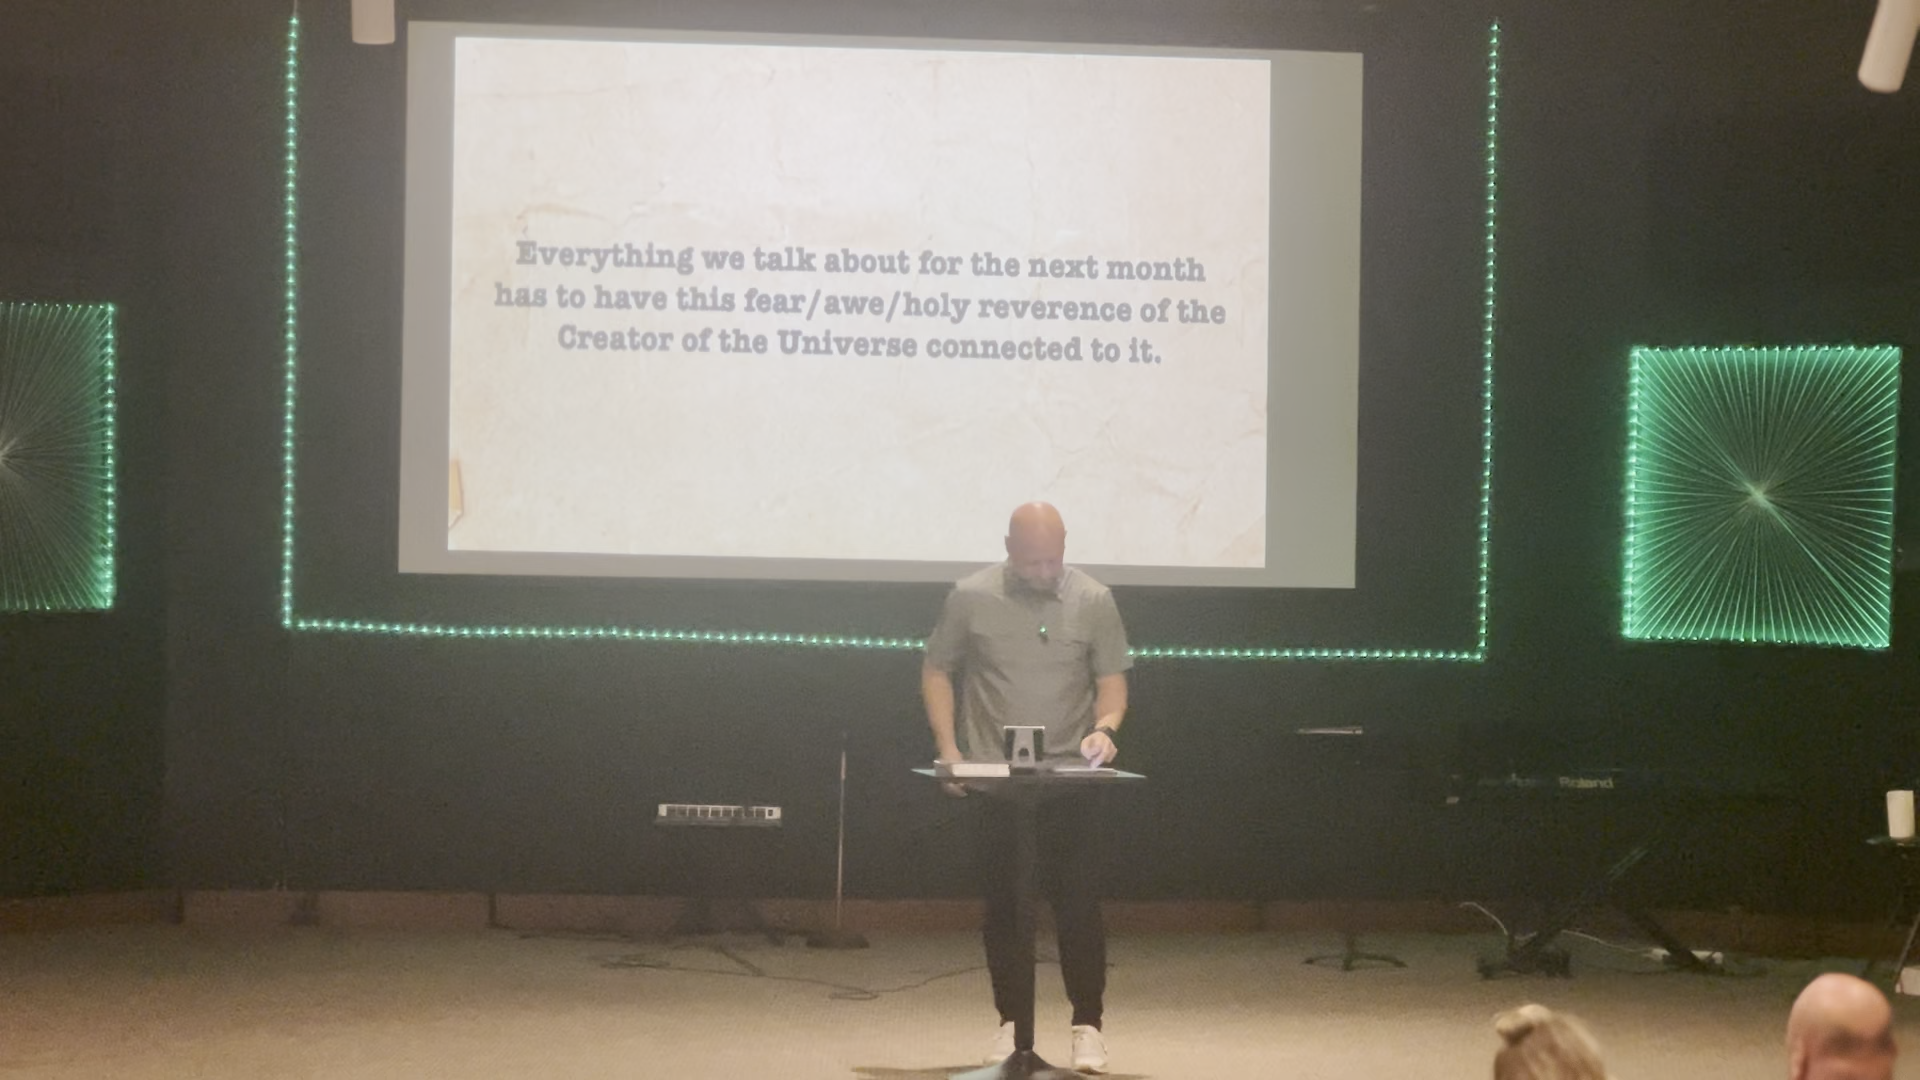 Everything we talk about for the next month
has to have this fear/awe/holy reverence of the
Creator of the Universe connected to it.
Roland